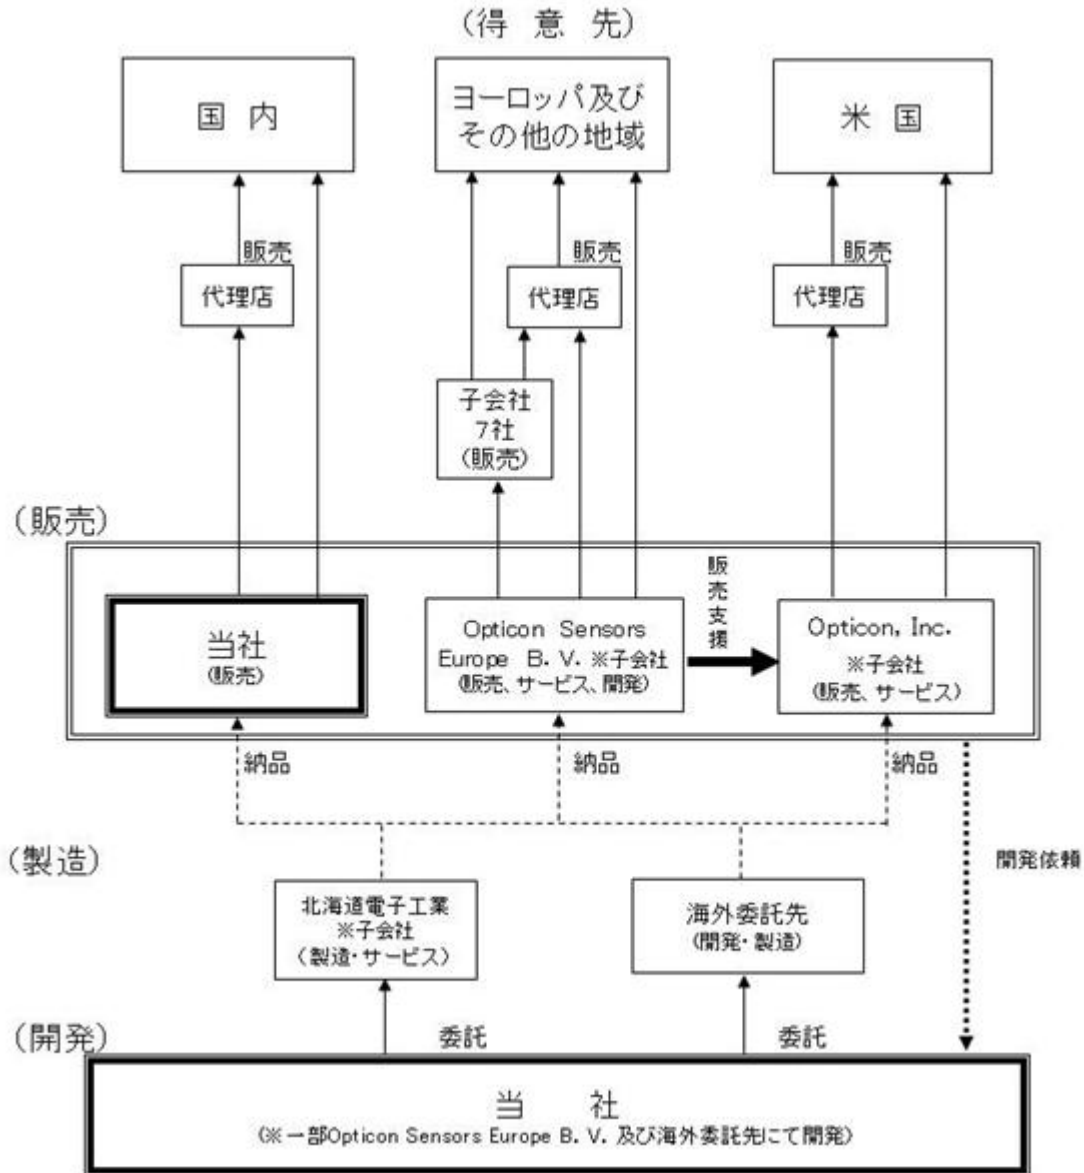 (得 意 先)
国 内
ヨーロッパ及び
その他の地域
米 国
販売
販売
販売
代理店
代理店
代理店
子会社
7社
(販売)
(販売)
販売支援
当社
(販売)
Opticon Sensors
Europe B. V. ※子会社
(販売、サービス、開発)
Opticon, Inc.
※子会社
(販売、サービス)
納品
納品
納品
(製造)
開発依頼
北海道電子工業
※子会社
(製造・サービス)
海外委託先
(開発・製造)
(開発)
委託
委託
当 社
(※一部Opticon Sensors Europe B. V. 及び海外委託先にて開発)